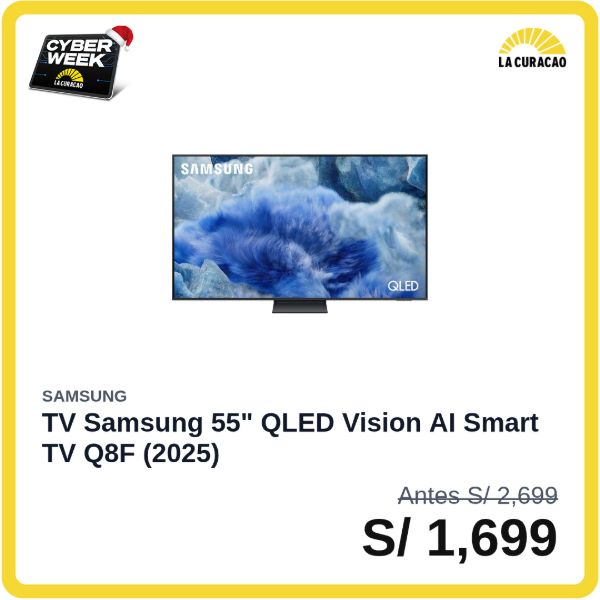 CYBER
WEEK
LA CURACAO
LA CURACAO
SAMSUNG
QLED
SAMSUNG
TV Samsung 55" QLED Vision AI Smart
TV Q8F (2025)
Antes S/ 2,699
S/ 1,699